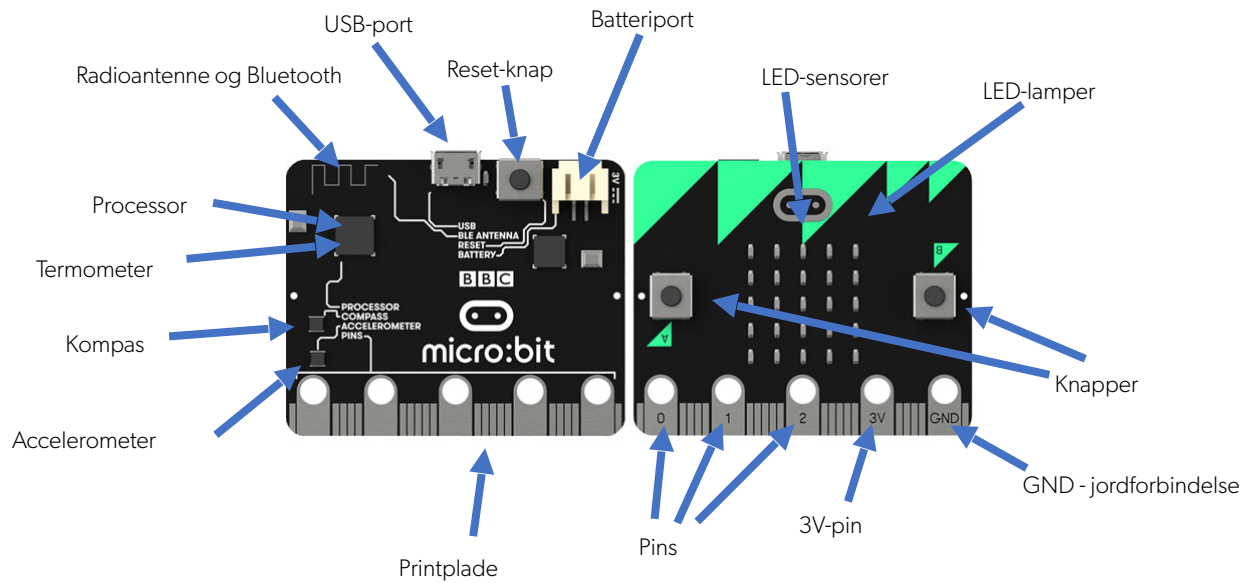 USB-port
Batteriport
Radioantenne og Bluetooth
Reset-knap
LED-sensorer
LED-lamper
Processor
Termometer
Kompas
Accelerometer
Printplade
Pins
3V-pin
GND - jordforbindelse
Knapper
3V
USB
BLE ANTENNA
RESET
BATTERY
BBC
PROCESSOR
COMPASS
ACCELEROMETER
PINS
micro:bit
B
A
0 1 2 3V GND